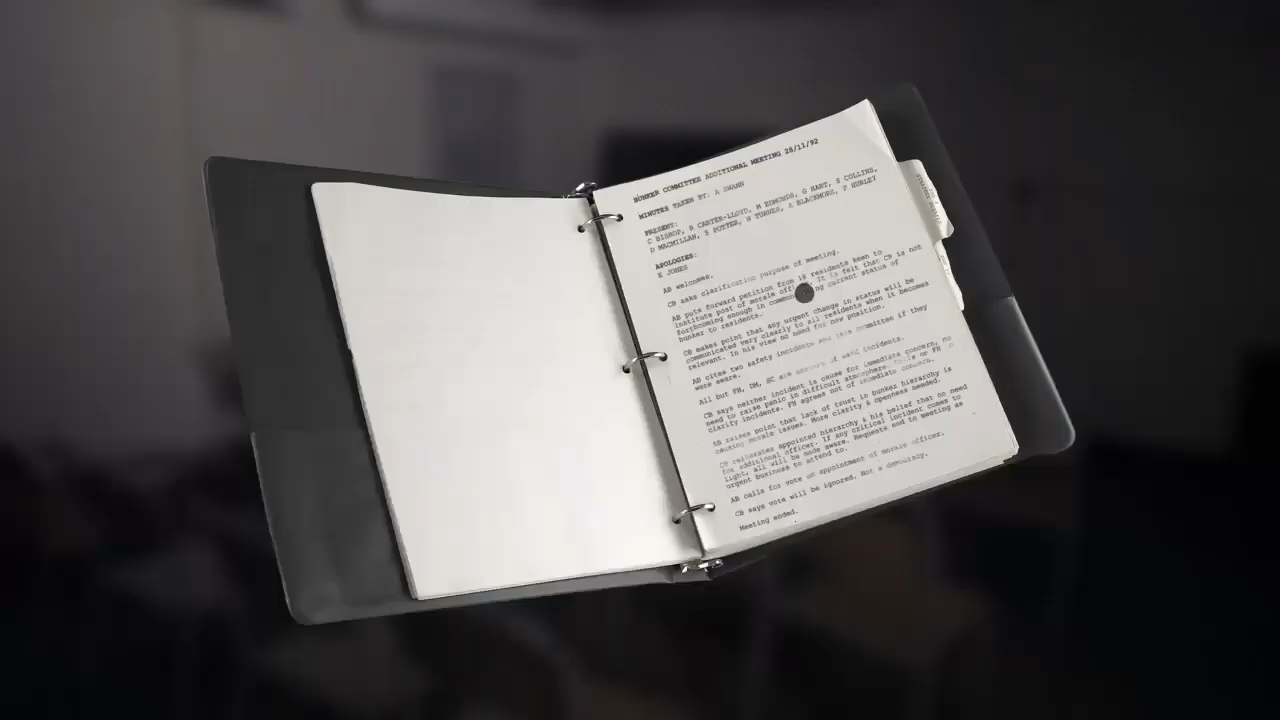 BUNKER COMMITTEE ADDITIONAL MEETING 28/11/92
MINUTES TAKEN BY: A SWANN
PRESENT:
C BISHOP, R CARTER-LLOYD, M EDMUNDS, G HART, S COLLINS,
D MACMILLAN, S POTTER, N TURNER, A BLACKMORE, F HURLEY
APOLOGIES:
E JONES
AB welcomes.
CB asks clarification purpose of meeting.
AB puts forward petition from 18 residents keen to
institute post of morale It is felt that CB is not
forthcoming enough in current status of
bunker to residents.
CB makes point that any urgent change in status will be
communicated very clearly to all residents when it becomes
relevant. In his view no need for new position.
AB cites two safety incidents and asks committee if they
were aware.
All but FH, DM, SC are unaware of said incidents.
CB says neither incident is cause for immediate concern, no
need to raise panic in difficult atmosphere. or FH to
clarify incidents. FH agrees not of immediate concern.
AB raises point that lack of trust in bunker hierarchy is
causing morale issues. More clarity & openness needed.
CB reiterates appointed hierarchy & his belief that no need
for additional officer. If any critical incident comes to
light, all will be made aware. Requests end to meeting as
urgent business to attend to.
AB calls for vote on appointment of morale officer.
CB says vote will be ignored. Not a democracy.
Meeting ended.